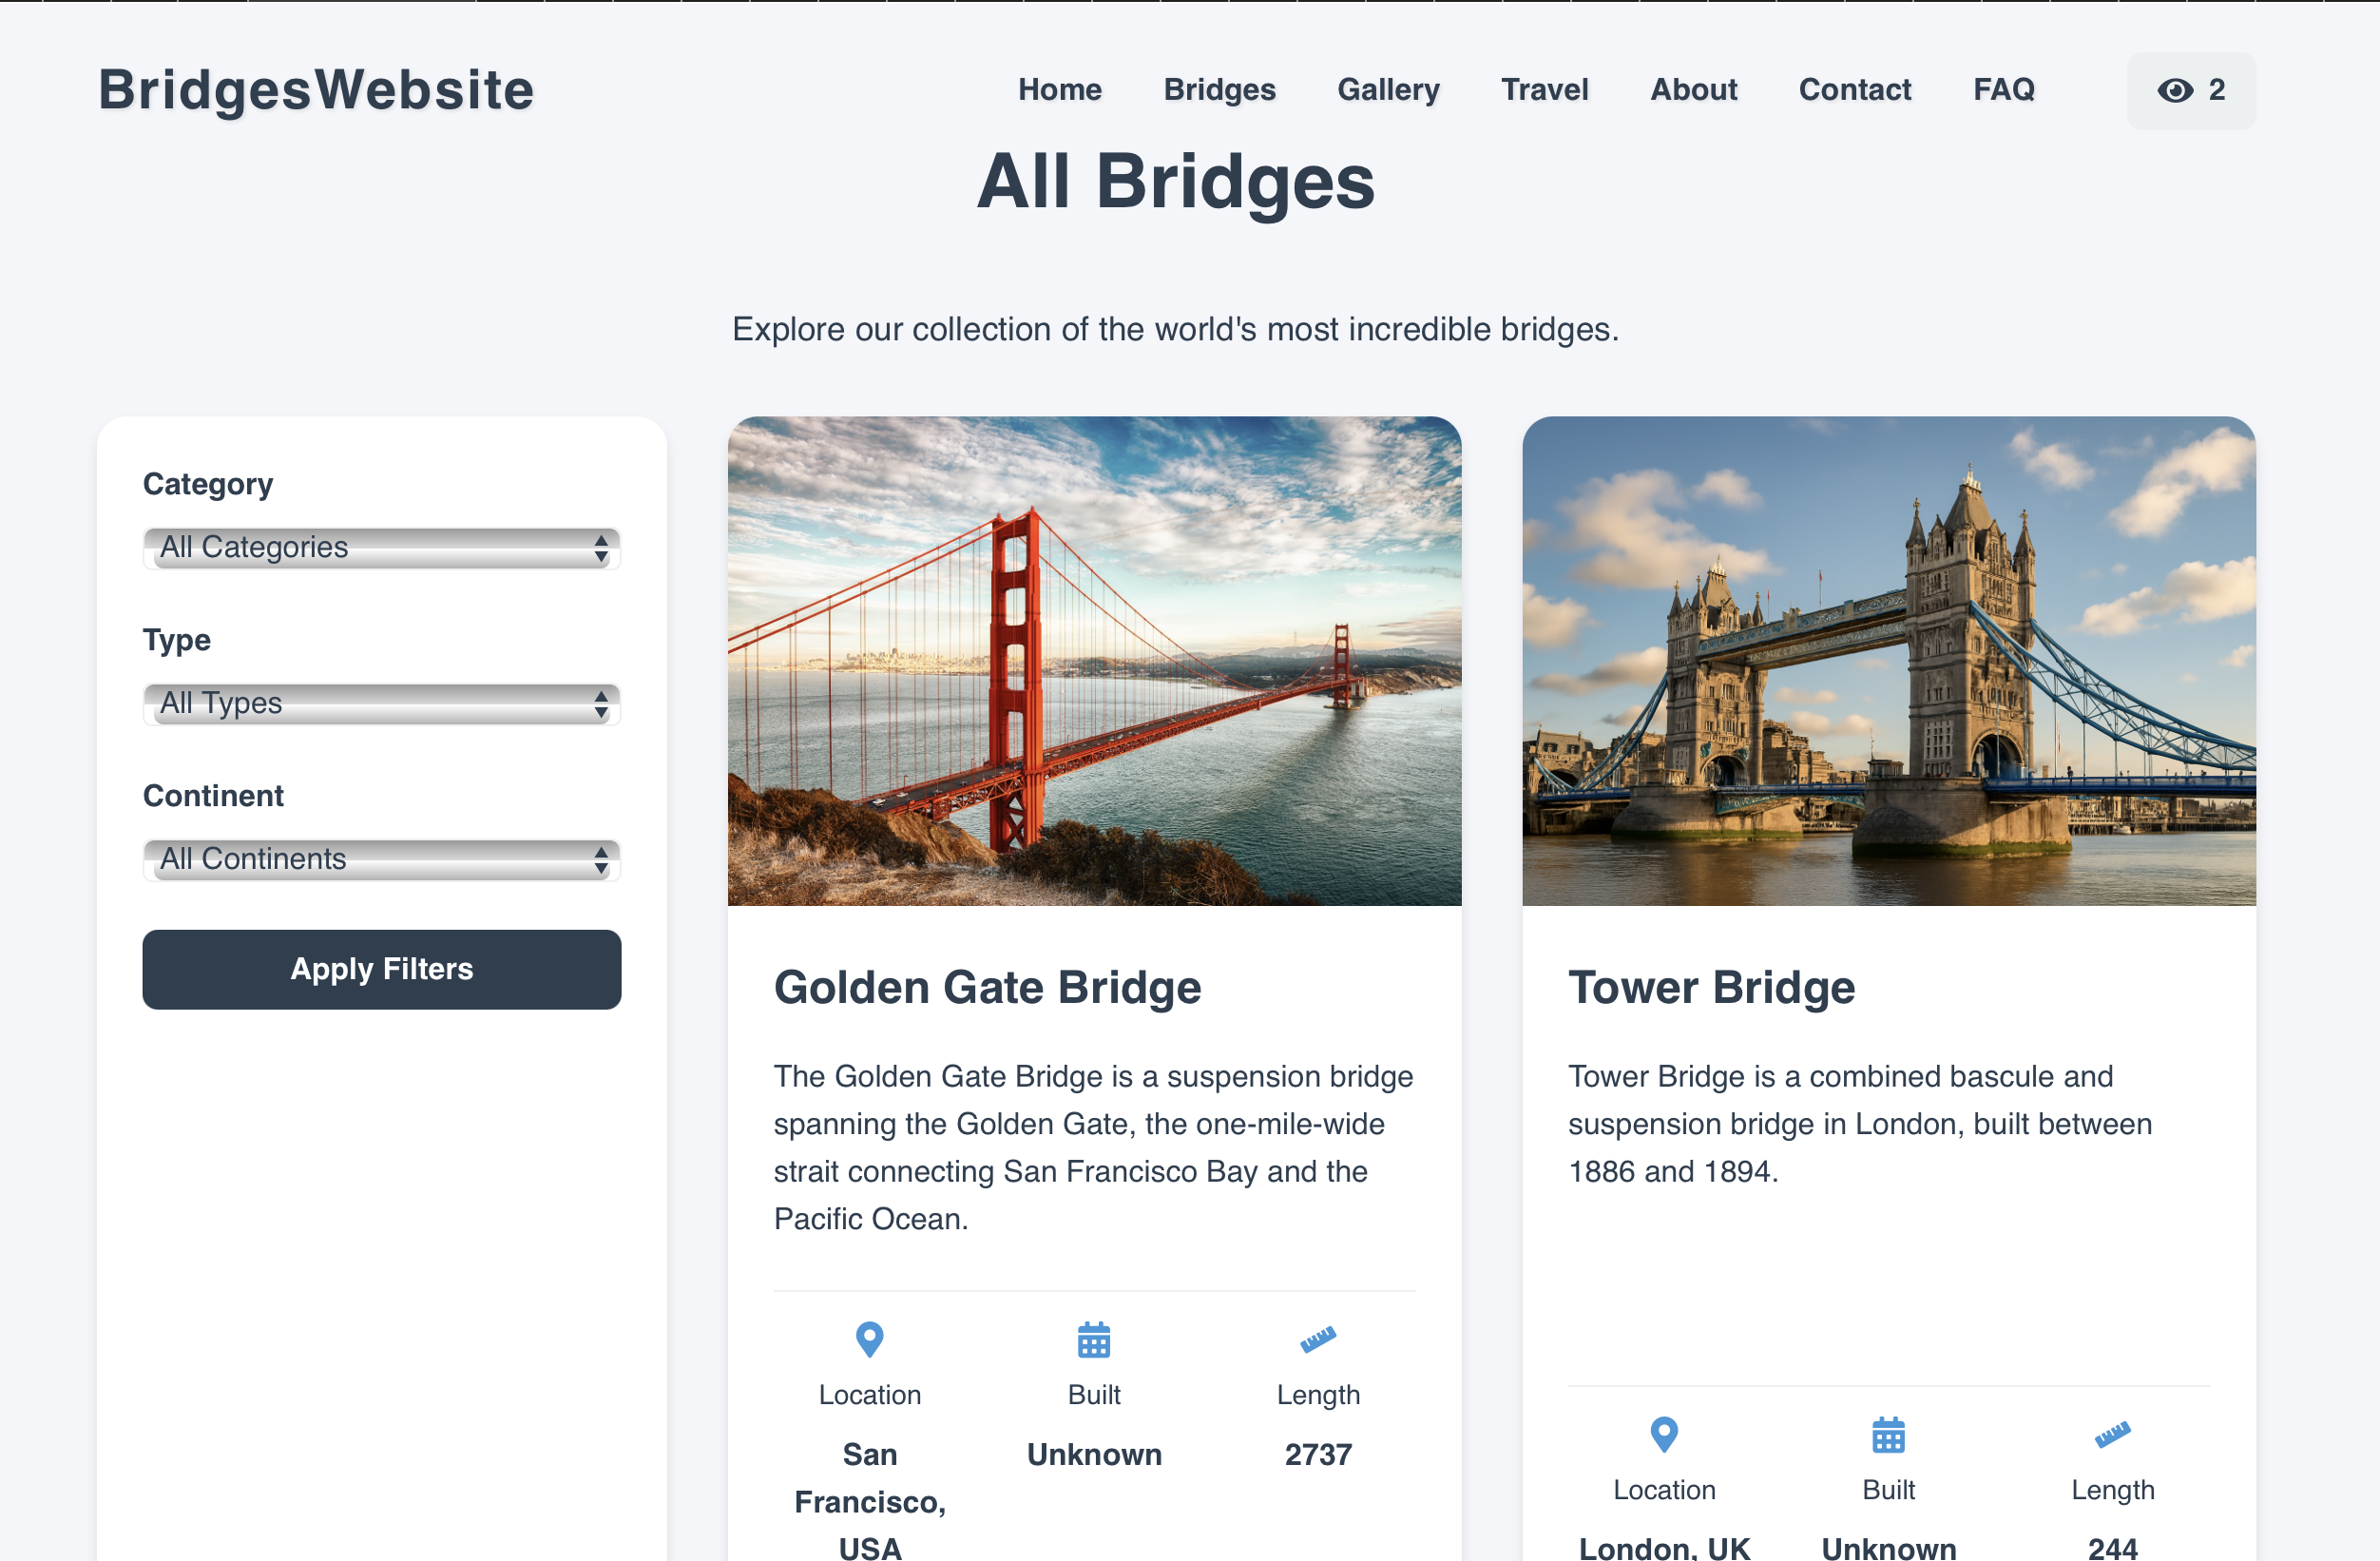 BridgesWebsite
Home Bridges Gallery Travel About Contact FAQ 2
All Bridges
Explore our collection of the world's most incredible bridges.
Category
All Categories
Type
All Types
Continent
All Continents
Apply Filters
Golden Gate Bridge
The Golden Gate Bridge is a suspension bridge
spanning the Golden Gate, the one-mile-wide
strait connecting San Francisco Bay and the
Pacific Ocean.
Location Built Length
San Unknown 2737
Francisco,
USA
Tower Bridge
Tower Bridge is a combined bascule and
suspension bridge in London, built between
1886 and 1894.
Location Built Length
London, UK Unknown 244